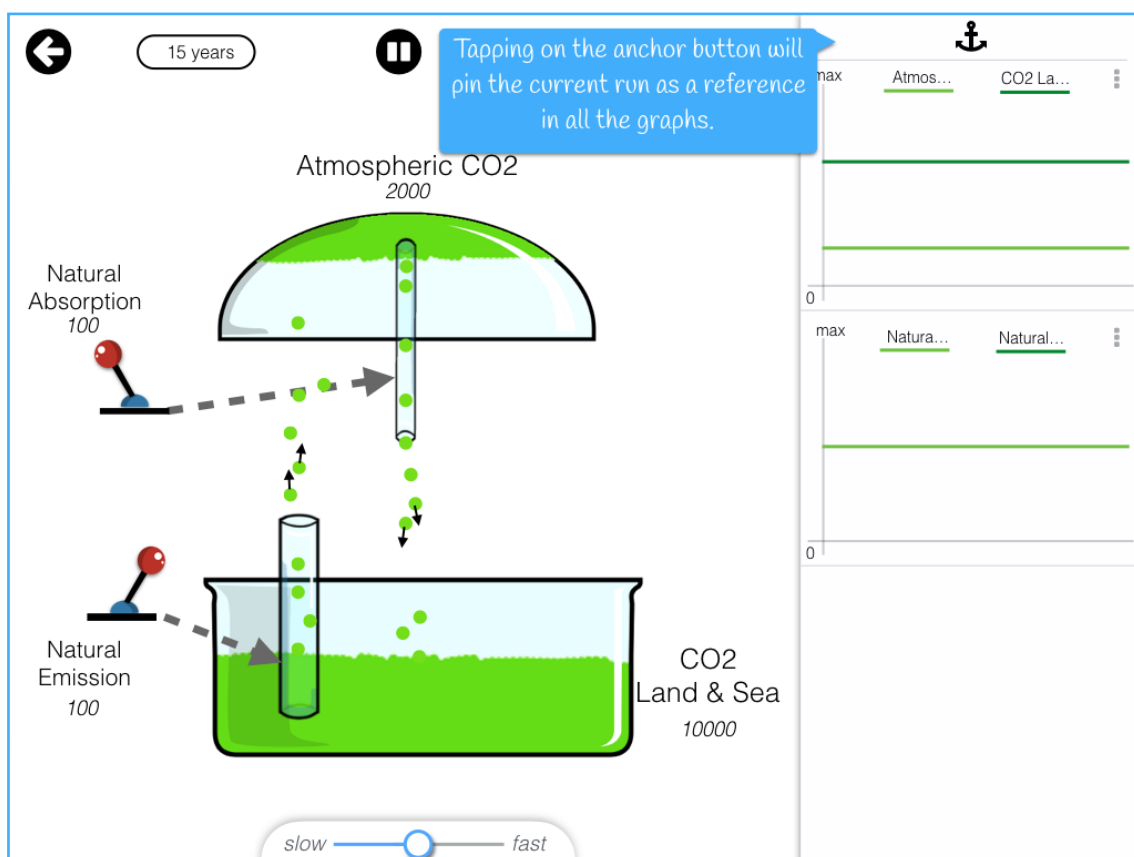 15 years
Tapping on the anchor button will
pin the current run as a reference
in all the graphs.
Atmospheric CO2
2000
Natural
Absorption
100
Natural
Emission
100
CO2
Land & Sea
10000
slow
fast
max
Atmos...
CO2 La...
0
max
Natura...
Natural...
0